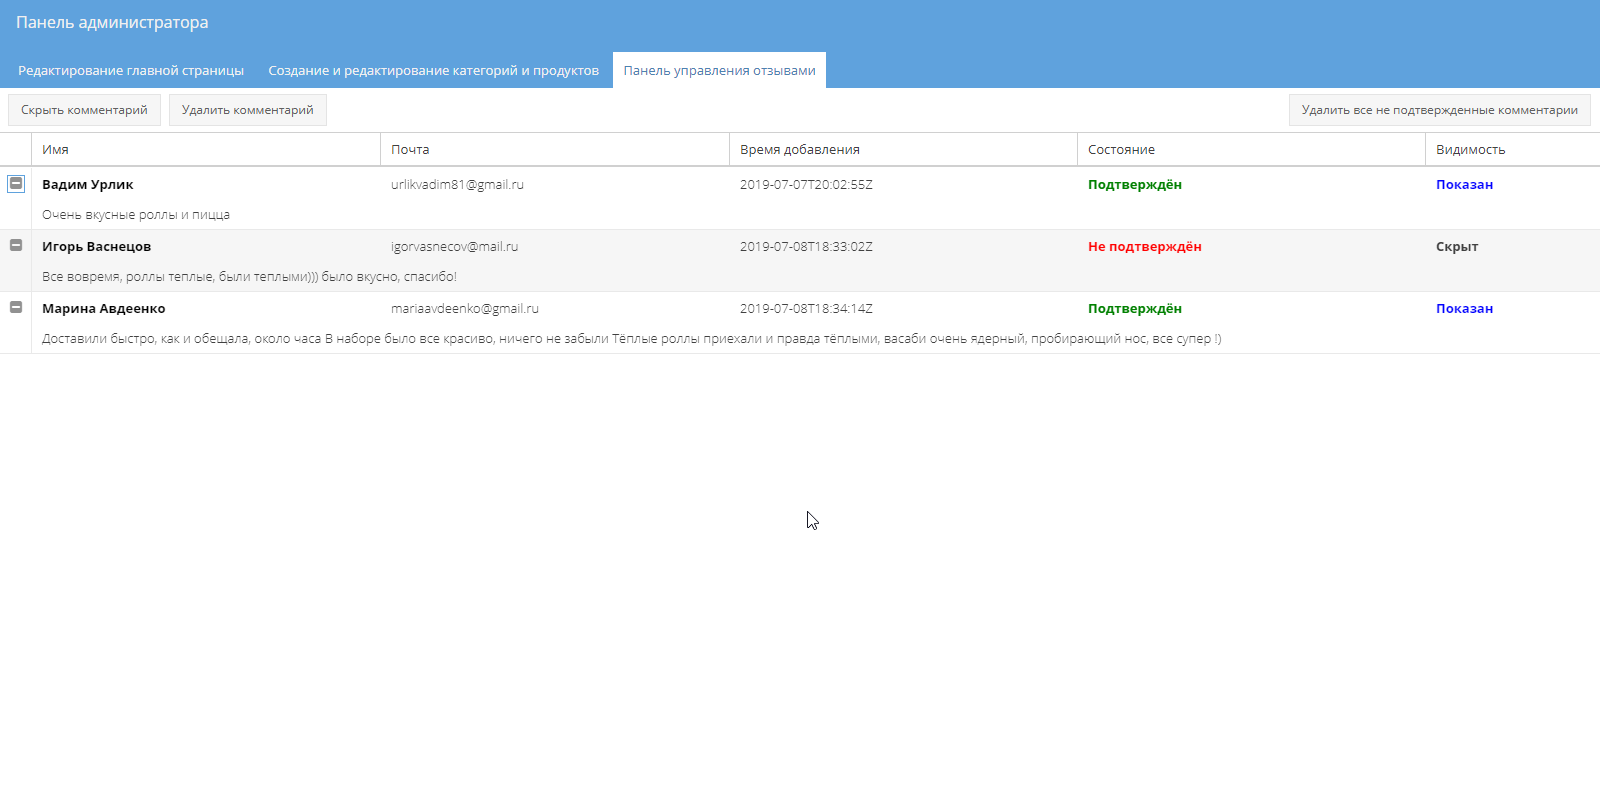 Панель администратора
Редактирование главной страницы Создание и редактирование категорий и продуктов Панель управления отзывами
Скрыть комментарий Удалить комментарий Удалить все не подтвержденные комментарии
Имя Почта Время добавления Состояние Видимость
Вадим Урлик urlikvadim81@gmail.ru 2019-07-07T20:02:55Z Подтверждён Показан
Очень вкусные роллы и пицца
Игорь Васнецов igorvasnecov@mail.ru 2019-07-08T18:33:02Z Не подтверждён Скрыт
Все вовремя, роллы теплые, были теплыми))) было вкусно, спасибо!
Марина Авдеенко mariaavdeenko@gmail.ru 2019-07-08T18:34:14Z Подтверждён Показан
Доставили быстро, как и обещала, около часа В наборе было все красиво, ничего не забыли Тёплые роллы приехали и правда тёплыми, васаби очень ядерный, пробирающий нос, все супер !)